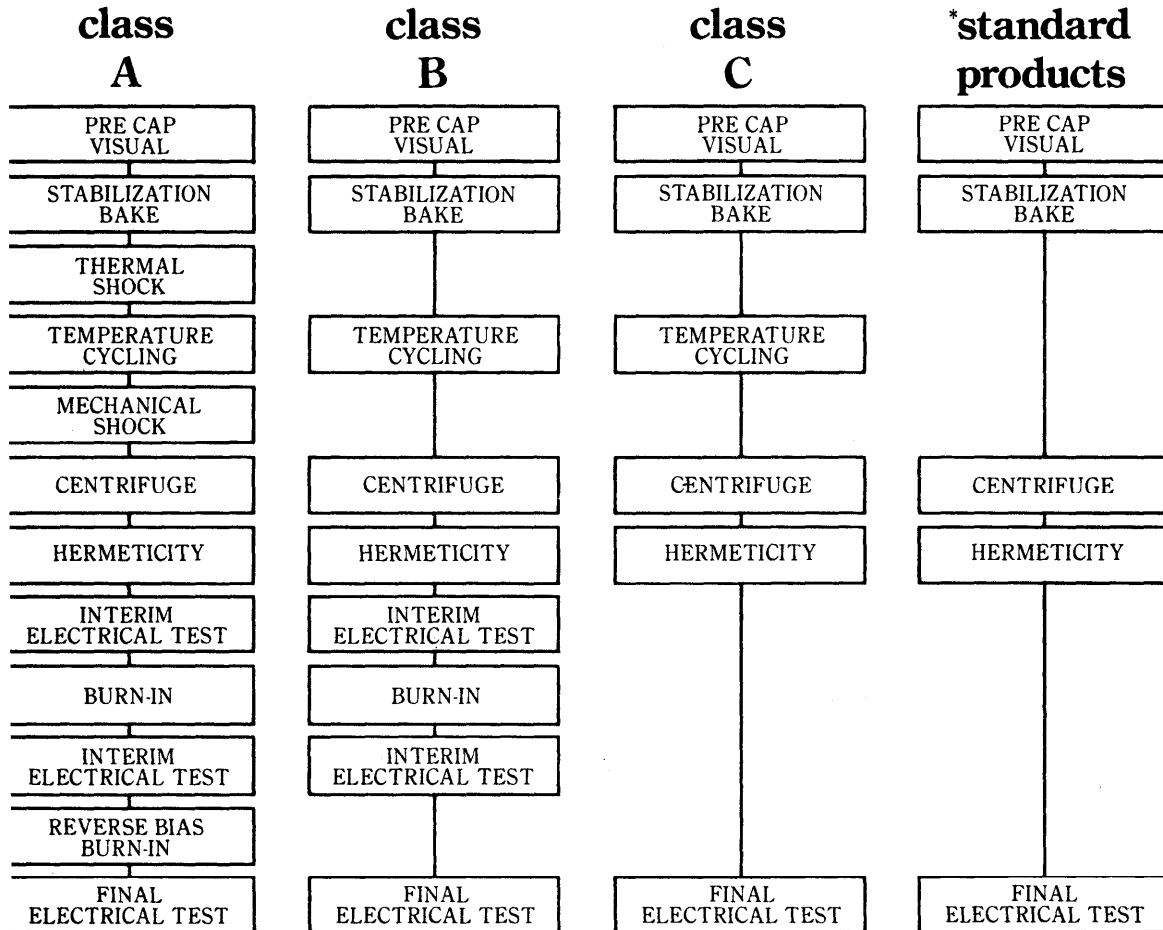 class
A
PRE CAP
VISUAL
STABILIZATION
BAKE
THERMAL
SHOCK
TEMPERATURE
CYCLING
MECHANICAL
SHOCK
CENTRIFUGE
HERMETICITY
INTERIM
ELECTRICAL TEST
BURN-IN
INTERIM
ELECTRICAL TEST
REVERSE BIAS
BURN-IN
FINAL
ELECTRICAL TEST
class
B
PRE CAP
VISUAL
STABILIZATION
BAKE
TEMPERATURE
CYCLING
CENTRIFUGE
HERMETICITY
INTERIM
ELECTRICAL TEST
BURN-IN
INTERIM
ELECTRICAL TEST
FINAL
ELECTRICAL TEST
class
C
PRE CAP
VISUAL
STABILIZATION
BAKE
TEMPERATURE
CYCLING
CENTRIFUGE
HERMETICITY
FINAL
ELECTRICAL TEST
*standard
products
PRE CAP
VISUAL
STABILIZATION
BAKE
CENTRIFUGE
HERMETICITY
FINAL
ELECTRICAL TEST